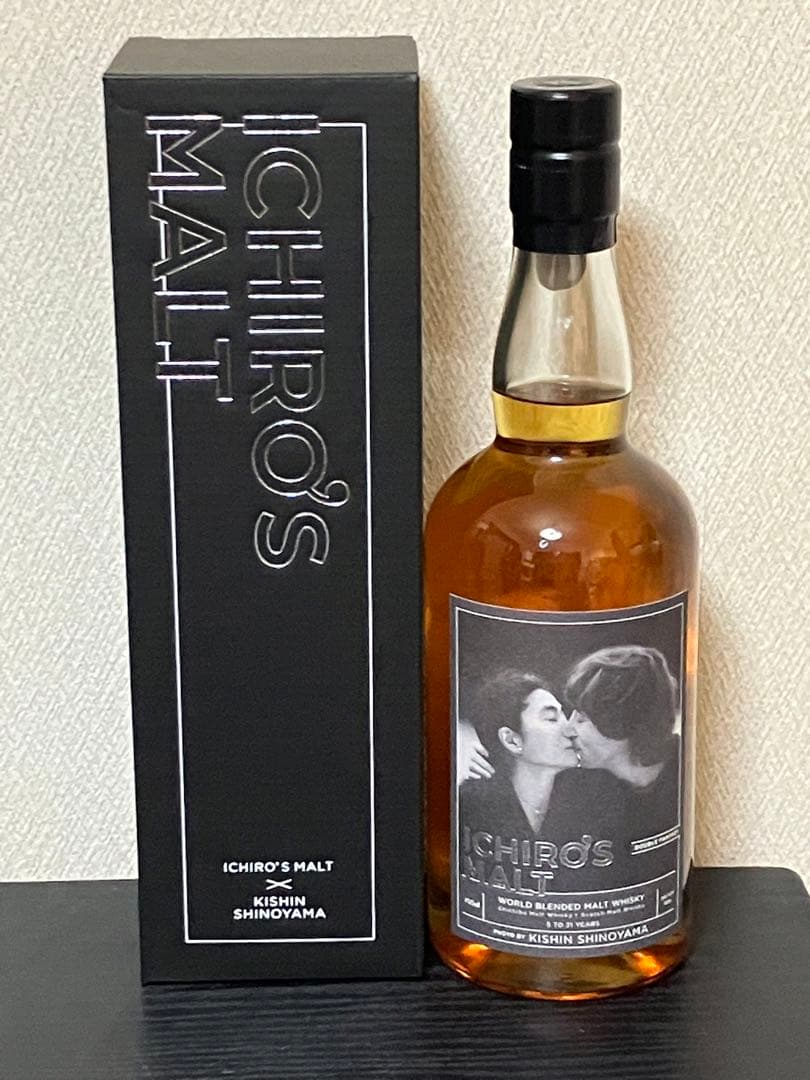 ICHIRO'S
MALT
ICHIRO'S MALT
×
KISHIN
SHINOYAMA
DOUBLE FANTASY
ICHIRO'S
MALT
WORLD BLENDED MALT WHISKY
Chichibu Malt Whisky + Scotch Malt Whisky
5 TO 31 YEARS
PHOTO BY KISHIN SHINOYAMA